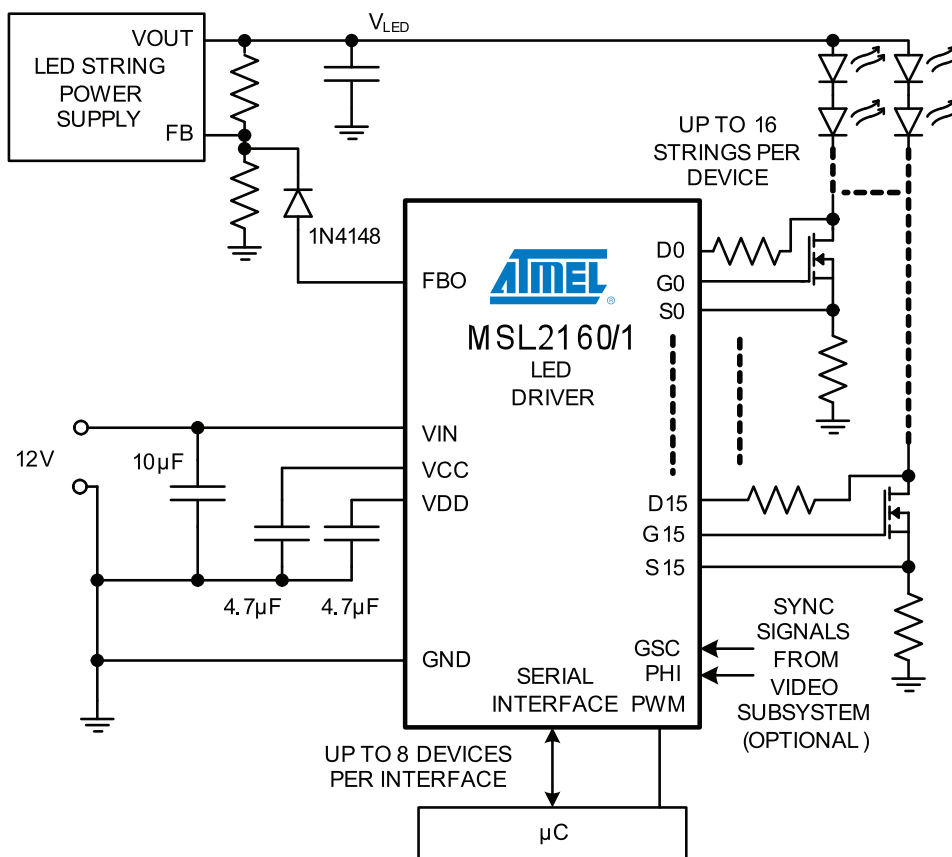 VOUT
LED STRING
POWER
SUPPLY
FB
VLED
UP TO 16
STRINGS PER
DEVICE
1N4148
FBO
ATMEL
®
MSL2160/1
LED
DRIVER
D0
G0
S0
12V
10µF
VIN
VCC
VDD
4.7µF
4.7µF
GND
D15
G15
S15
GSC
PHI
SERIAL
INTERFACE
PWM
SYNC
SIGNALS
FROM
VIDEO
SUBSYSTEM
(OPTIONAL)
UP TO 8 DEVICES
PER INTERFACE
µC